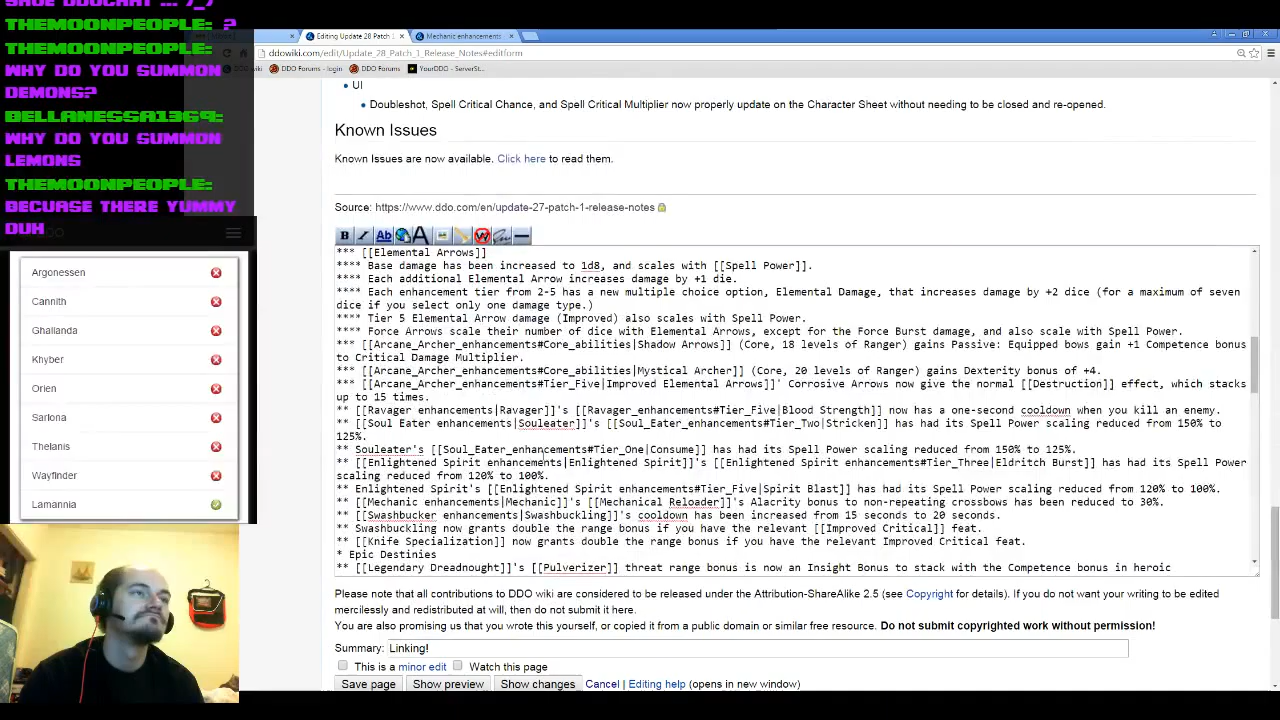 THEMOONPEOPLE: ?
THEMOONPEOPLE:
WHY DO YOU SUMMON
DEMONS?
BELLANESSA1369:
WHY DO YOU SUMMON
LEMONS
THEMOONPEOPLE:
BECUASE THERE YUMMY
DUH
Argonessen
Cannith
Ghallanda
Khyber
Orien
Sarlona
Thelanis
Wayfinder
Lamannia
Editing Update_28_Patch_1
Mechanic enhancements
ddowiki.com/edit/Update_28_Patch_1_Release_Notes#editform
DDO Forums - login
DDO Forums
YourDDO - ServerSt...
UI
Doubleshot, Spell Critical Chance, and Spell Critical Multiplier now properly update on the Character Sheet without needing to be closed and re-opened.
Known Issues
Known Issues are now available. Click here to read them.
Source: https://www.ddo.com/en/update-27-patch-1-release-notes
*** [[Elemental Arrows]]
**** Base damage has been increased to 1d8, and scales with [[Spell Power]].
**** Each additional Elemental Arrow increases damage by +1 die.
**** Each enhancement tier from 2-5 has a new multiple choice option, Elemental Damage, that increases damage by +2 dice (for a maximum of seven
dice if you select only one damage type.)
**** Tier 5 Elemental Arrow damage (Improved) also scales with Spell Power.
**** Force Arrows scale their number of dice with Elemental Arrows, except for the Force Burst damage, and also scale with Spell Power.
*** [[Arcane_Archer_enhancements#Core_abilities|Shadow Arrows]] (Core, 18 levels of Ranger) gains Passive: Equipped bows gain +1 Competence bonus
to Critical Damage Multiplier.
*** [[Arcane_Archer_enhancements#Core_abilities|Mystical Archer]] (Core, 20 levels of Ranger) gains Dexterity bonus of +4.
*** [[Arcane_Archer_enhancements#Tier_Five|Improved Elemental Arrows]]' Corrosive Arrows now give the normal [[Destruction]] effect, which stacks
up to 15 times.
** [[Ravager enhancements|Ravager]]'s [[Ravager_enhancements#Tier_Five|Blood Strength]] now has a one-second cooldown when you kill an enemy.
** [[Soul Eater enhancements|Souleater]]'s [[Soul_Eater_enhancements#Tier_Two|Stricken]] has had its Spell Power scaling reduced from 150% to
125%.
** Souleater's [[Soul_Eater_enhancements#Tier_One|Consume]] has had its Spell Power scaling reduced from 150% to 125%.
** [[Enlightened Spirit enhancements|Enlightened Spirit]]'s [[Enlightened Spirit enhancements#Tier_Three|Eldritch Burst]] has had its Spell Power
scaling reduced from 120% to 100%.
** Enlightened Spirit's [[Enlightened Spirit enhancements#Tier_Five|Spirit Blast]] has had its Spell Power scaling reduced from 120% to 100%.
** [[Mechanic enhancements|Mechanic]]'s [[Mechanical Reloader]]'s Alacrity bonus to non-repeating crossbows has been reduced to 30%.
** [[Swashbucker enhancements|Swashbuckling]]'s cooldown has been increased from 15 seconds to 20 seconds.
** Swashbuckling now grants double the range bonus if you have the relevant [[Improved Critical]] feat.
** [[Knife Specialization]] now grants double the range bonus if you have the relevant Improved Critical feat.
* Epic Destinies
** [[Legendary Dreadnought]]'s [[Pulverizer]] threat range bonus is now an Insight Bonus to stack with the Competence bonus in heroic
Please note that all contributions to DDO wiki are considered to be released under the Attribution-ShareAlike 2.5 (see Copyright for details). If you do not want your writing to be edited
mercilessly and redistributed at will, then do not submit it here.
You are also promising us that you wrote this yourself, or copied it from a public domain or similar free resource. Do not submit copyrighted work without permission!
Summary: Linking!
This is a minor edit Watch this page
Save page Show preview Show changes Cancel | Editing help (opens in new window)